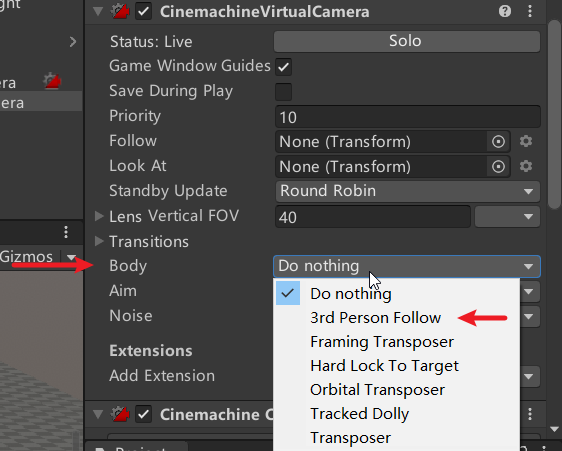 ght
CinemachineVirtualCamera
Status: Live
Solo
Game Window Guides
Save During Play
era
era
Priority
10
Follow
None (Transform)
Look At
None (Transform)
Standby Update
Round Robin
Lens Vertical FOV
40
Transitions
Gizmos
Body
Do nothing
Aim
Do nothing
Noise
3rd Person Follow
Framing Transposer
Extensions
Hard Lock To Target
Add Extension
Orbital Transposer
Cinemachine C
Tracked Dolly
Transposer